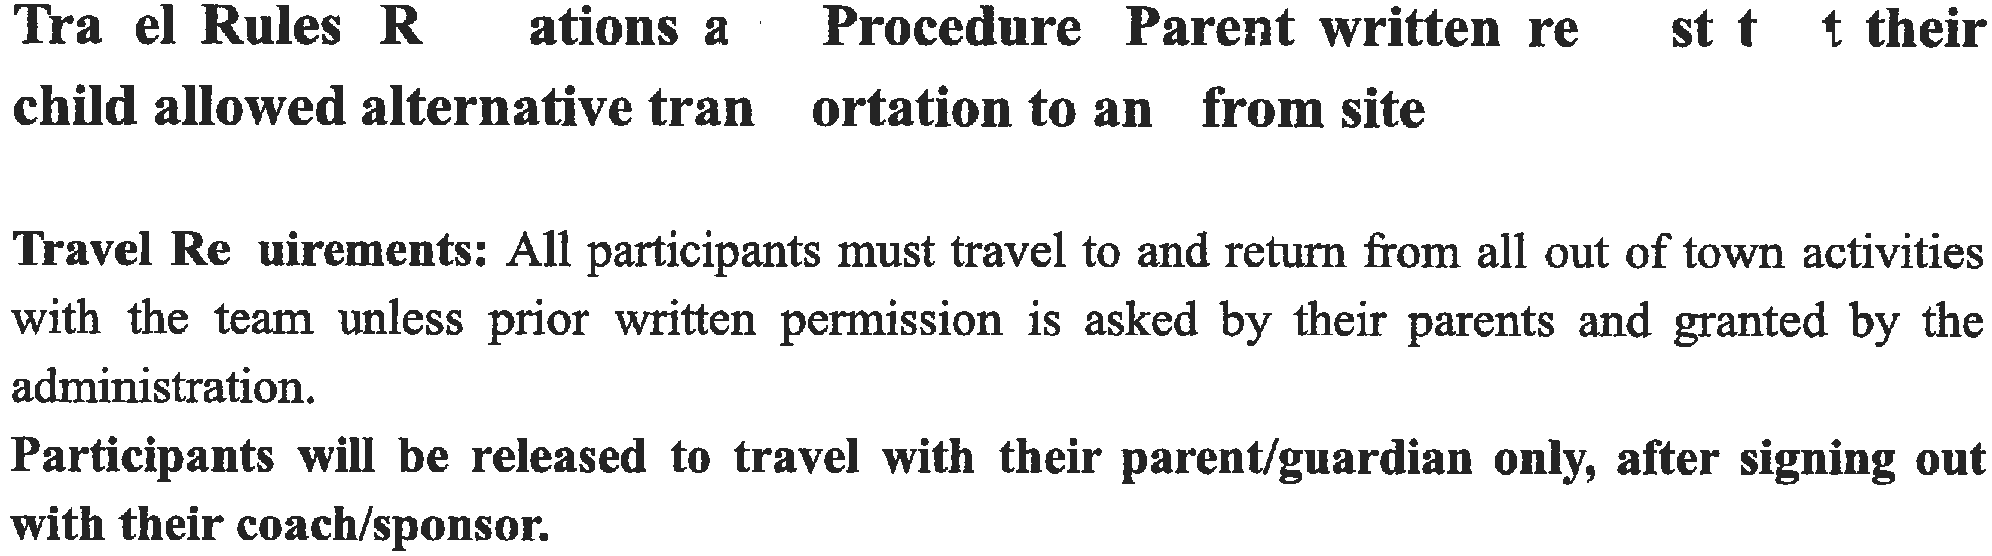 Tra el Rules R ations a Procedure Parent written re st t t their
child allowed alternative tran ortation to an from site
Travel Re uirements: All participants must travel to and return from all out of town activities
with the team unless prior written permission is asked by their parents and granted by the
administration.
Participants will be released to travel with their parent/guardian only, after signing out
with their coach/sponsor.